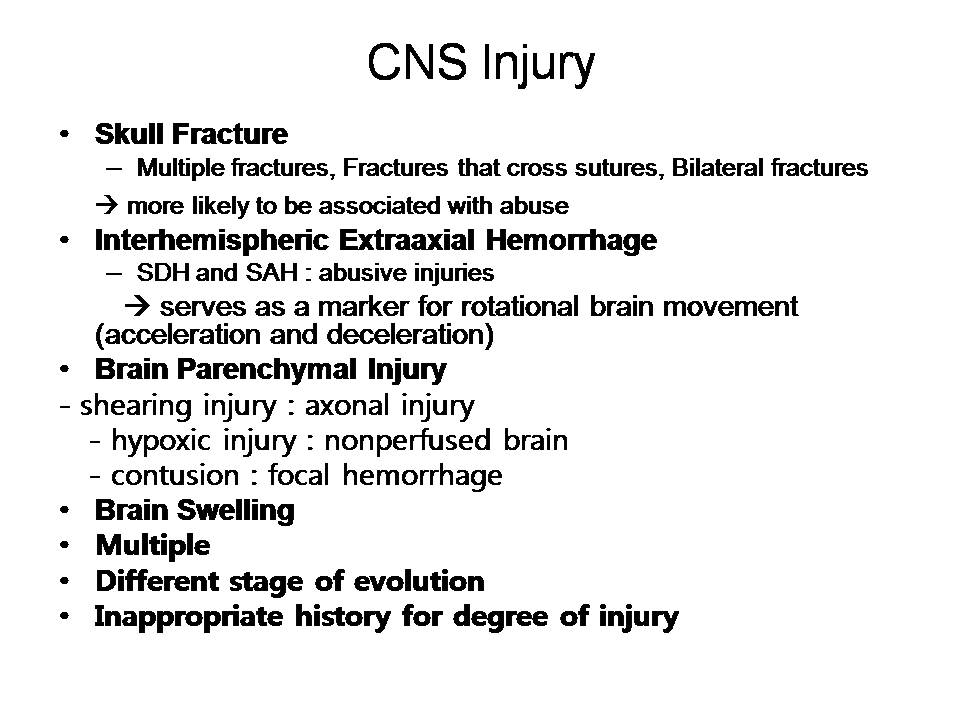 CNS Injury
• Skull Fracture
– Multiple fractures, Fractures that cross sutures, Bilateral fractures
→ more likely to be associated with abuse
• Interhemispheric Extraaxial Hemorrhage
– SDH and SAH : abusive injuries
→ serves as a marker for rotational brain movement
(acceleration and deceleration)
• Brain Parenchymal Injury
- shearing injury : axonal injury
- hypoxic injury : nonperfused brain
- contusion : focal hemorrhage
• Brain Swelling
• Multiple
• Different stage of evolution
• Inappropriate history for degree of injury